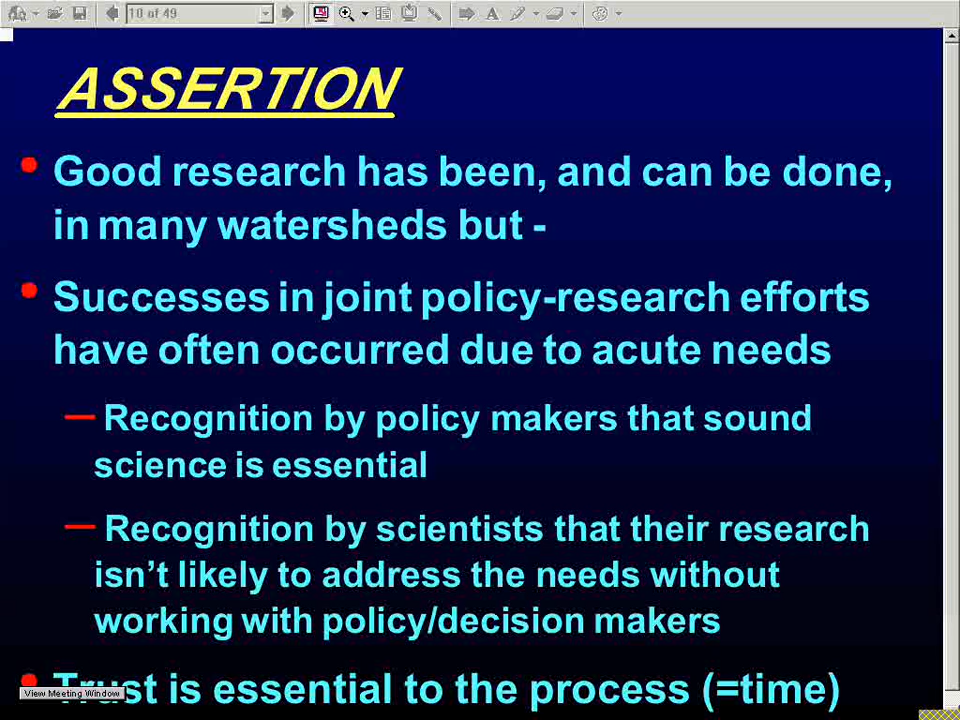 10 of 49
ASSERTION
• Good research has been, and can be done,
in many watersheds but -
• Successes in joint policy-research efforts
have often occurred due to acute needs
– Recognition by policy makers that sound
science is essential
– Recognition by scientists that their research
isn’t likely to address the needs without
working with policy/decision makers
• Trust is essential to the process (=time)
View Meeting Window